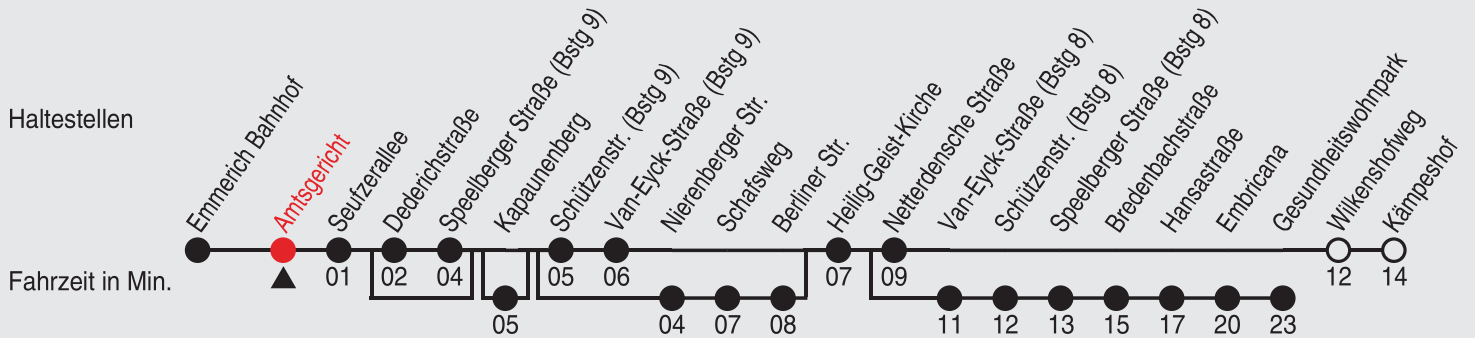 Haltestellen
Emmerich Bahnhof
Amtsgericht
Seufzerallee
Dederichstraße
Speelberger Straße (Bstg 9)
Kapaunenberg
Schützenstr. (Bstg 9)
Van-Eyck-Straße (Bstg 9)
Nierenberger Str.
Schafsweg
Berliner Str.
Heilig-Geist-Kirche
Netterdensche Straße
Van-Eyck-Straße (Bstg 8)
Schützenstr. (Bstg 8)
Speelberger Straße (Bstg 8)
Bredenbachstraße
Hansastraße
Embricana
Gesundheitswohnpark
Wilkenshofweg
Kämpeshof
Fahrzeit in Min.
01 02 04 05 06 07 09 12 14
05 04 07 08 11 12 13 15 17 20 23